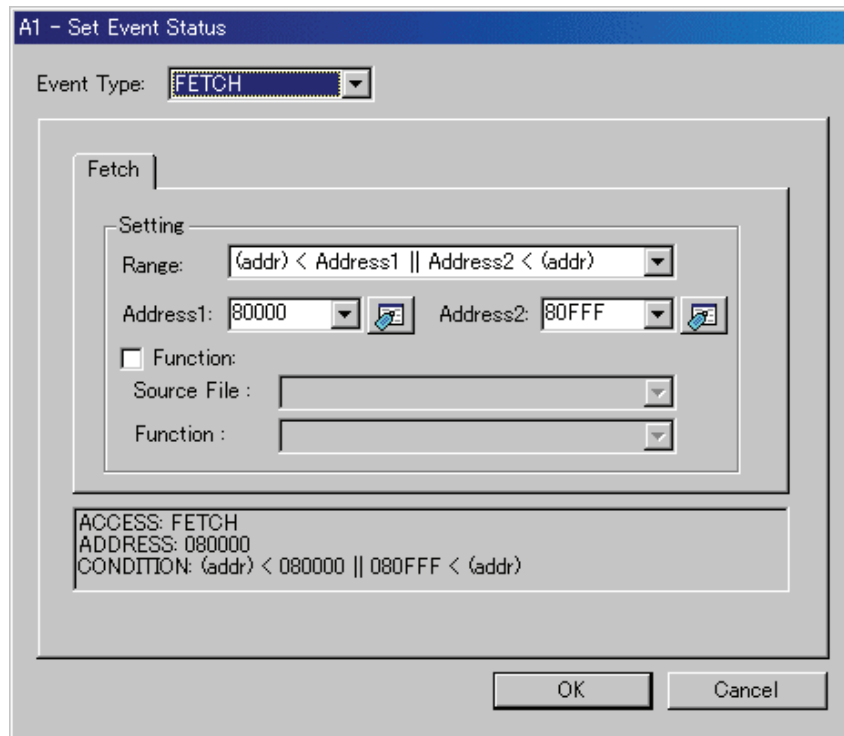 A1 - Set Event Status
Event Type: FETCH
Fetch
Setting
Range: (addr) < Address1 || Address2 < (addr)
Address1: 80000 Address2: 80FFF
Function:
Source File :
Function :
ACCESS: FETCH
ADDRESS: 080000
CONDITION: (addr) < 080000 || 080FFF < (addr)
OK Cancel